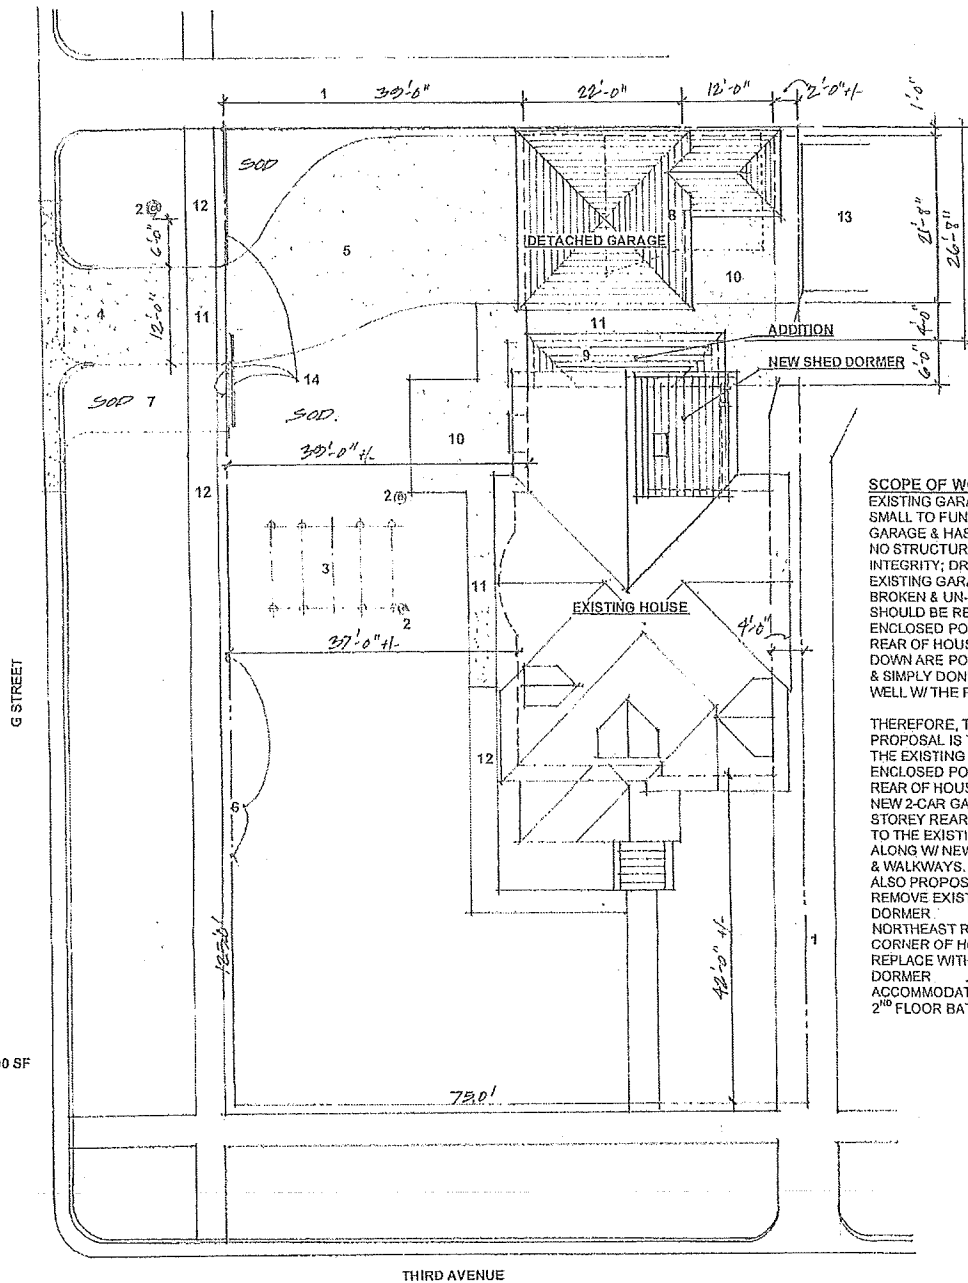 1 39'-6" 22'-0" 12'-0" 2'-0"+/-
1'-0"
SOD
12
2
6'-0"
5
8
13
21'-8"
26'-8"
DETACHED GARAGE
10
4
12'-0"
11
11
ADDITION
4'-0"
9
NEW SHED DORMER
6'-0"
14
SOD 7
SOD.
10
39'-0" +/-
12
2
3
11
2
EXISTING HOUSE
4'-0"
37'-0" +/-
G STREET
12
6
125.0'
42'-0" +/-
1
75.0'
0 SF
THIRD AVENUE
SCOPE OF W
EXISTING GARA
SMALL TO FUN
GARAGE & HAS
NO STRUCTUR
INTEGRITY; DR
EXISTING GARA
BROKEN & UN-
SHOULD BE RE
ENCLOSED PO
REAR OF HOUS
DOWN ARE PO
& SIMPLY DON
WELL W/ THE F
THEREFORE, T
PROPOSAL IS
THE EXISTING
ENCLOSED PO
REAR OF HOUS
NEW 2-CAR GA
STOREY REAR
TO THE EXISTI
ALONG W/ NEW
& WALKWAYS.
ALSO PROPOS
REMOVE EXIST
DORMER
NORTHEAST R
CORNER OF H
REPLACE WITH
DORMER
ACCOMMODAT
2ND FLOOR BAT